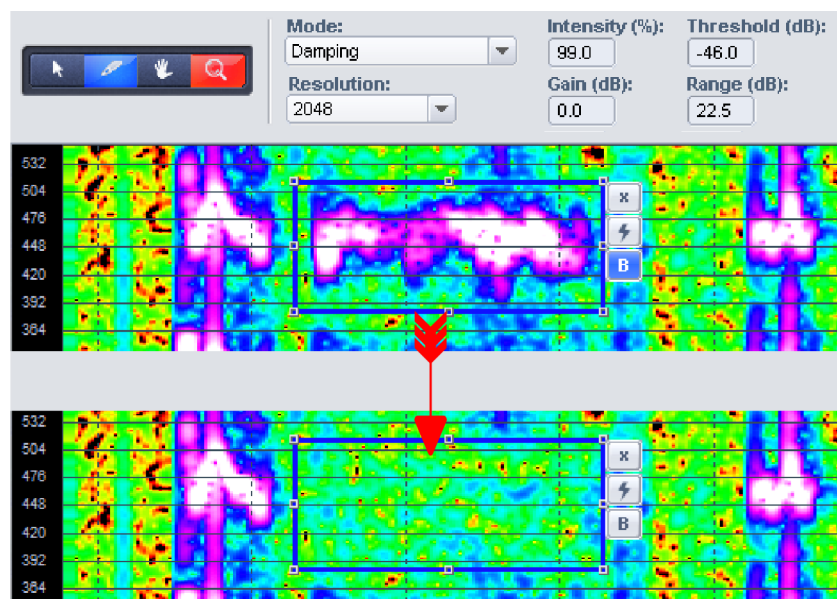 Mode:
Damping
Intensity (%):
99.0
Threshold (dB):
-46.0
Resolution:
2048
Gain (dB):
0.0
Range (dB):
22.5
532
504
476
448
420
392
364
x
B
532
504
476
448
420
392
364
x
B